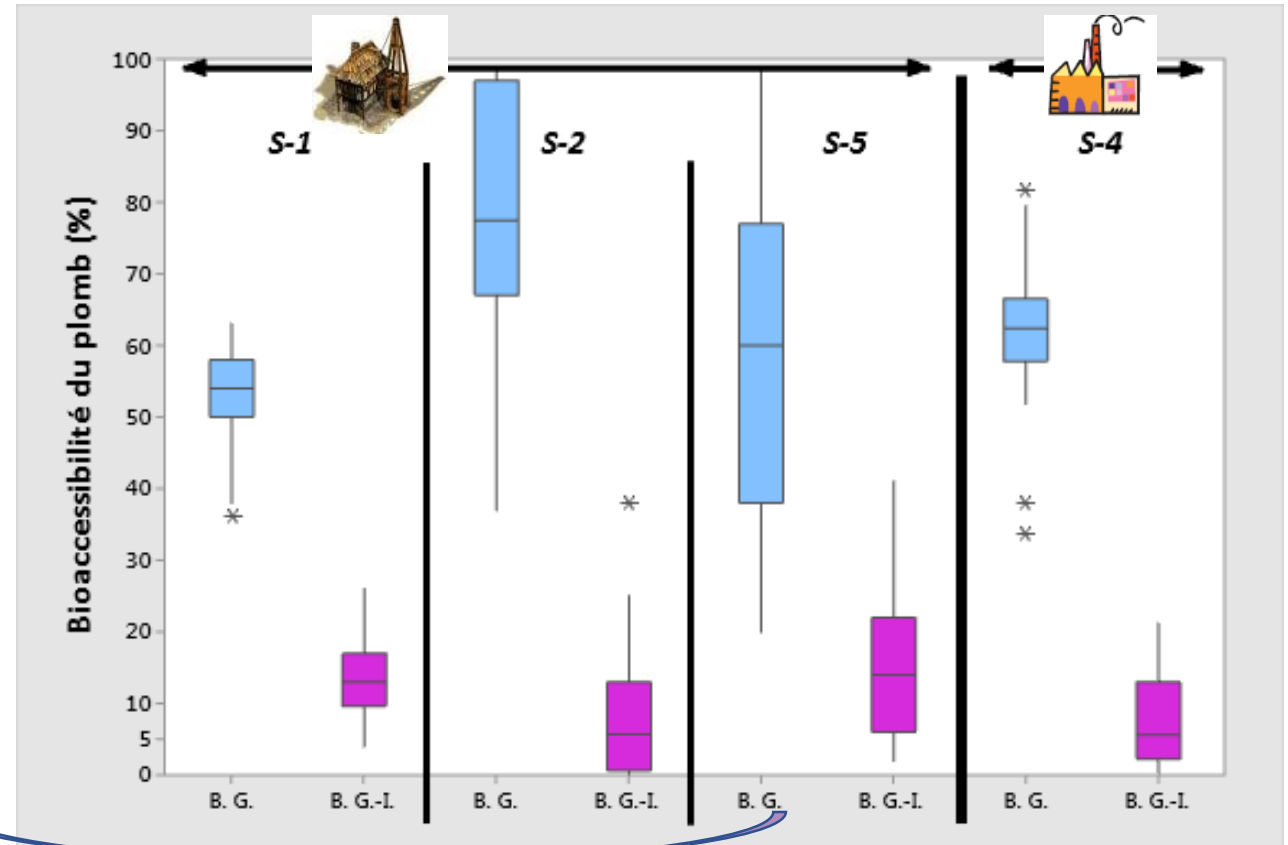 Bioaccessibilité du plomb (%)
100
90
80
70
60
50
40
30
20
10
5
0
S-1
S-2
S-5
S-4
B. G.
B. G.-I.
B. G.
B. G.-I.
B. G.
B. G.-I.
B. G.
B. G.-I.